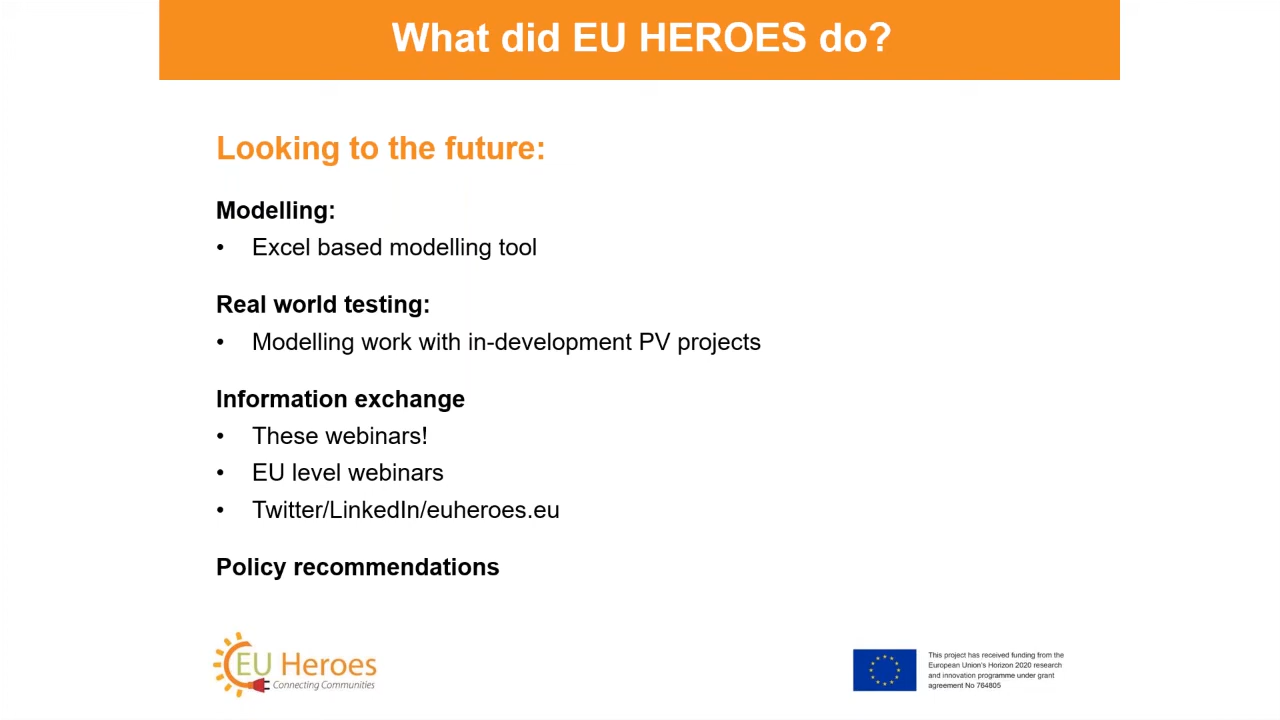 What did EU HEROES do?
Looking to the future:
Modelling:
• Excel based modelling tool
Real world testing:
• Modelling work with in-development PV projects
Information exchange
• These webinars!
• EU level webinars
• Twitter/LinkedIn/euheroes.eu
Policy recommendations
EU Heroes
Connecting Communities
This project has received funding from the
European Union's Horizon 2020 research
and innovation programme under grant
agreement No 764805